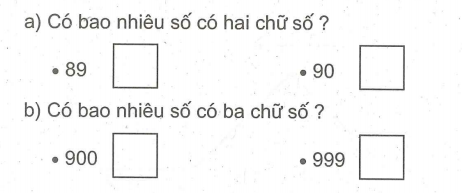 a) Có bao nhiêu số có hai chữ số ?
• 89 • 90
b) Có bao nhiêu số có ba chữ số ?
• 900 • 999